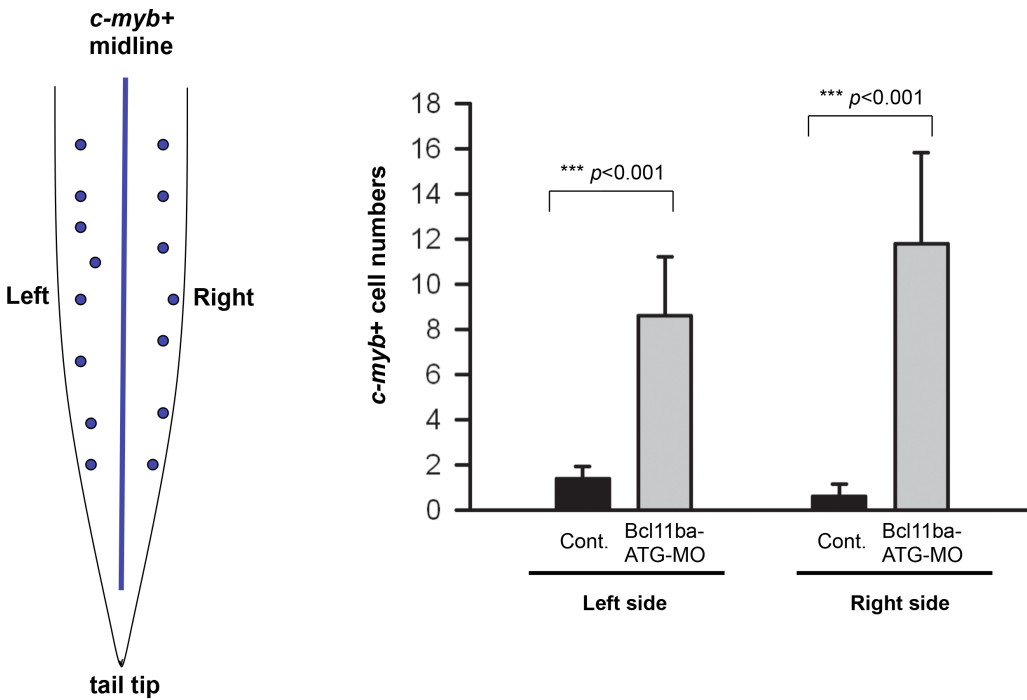 c-myb+
midline
Left
Right
tail tip
c-myb+ cell numbers
18
16
14
12
10
8
6
4
2
0
*** p<0.001
*** p<0.001
Cont.
Bcl11ba-
ATG-MO
Cont.
Bcl11ba-
ATG-MO
Left side
Right side